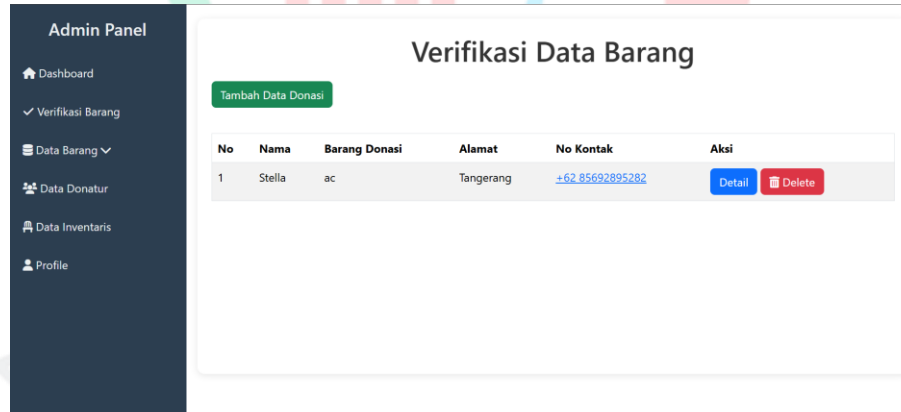 Admin Panel
Dashboard
Verifikasi Barang
Data Barang
Data Donatur
Data Inventaris
Profile
Verifikasi Data Barang
Tambah Data Donasi
No Nama Barang Donasi Alamat No Kontak Aksi
1 Stella ac Tangerang +62 85692895282 Detail Delete